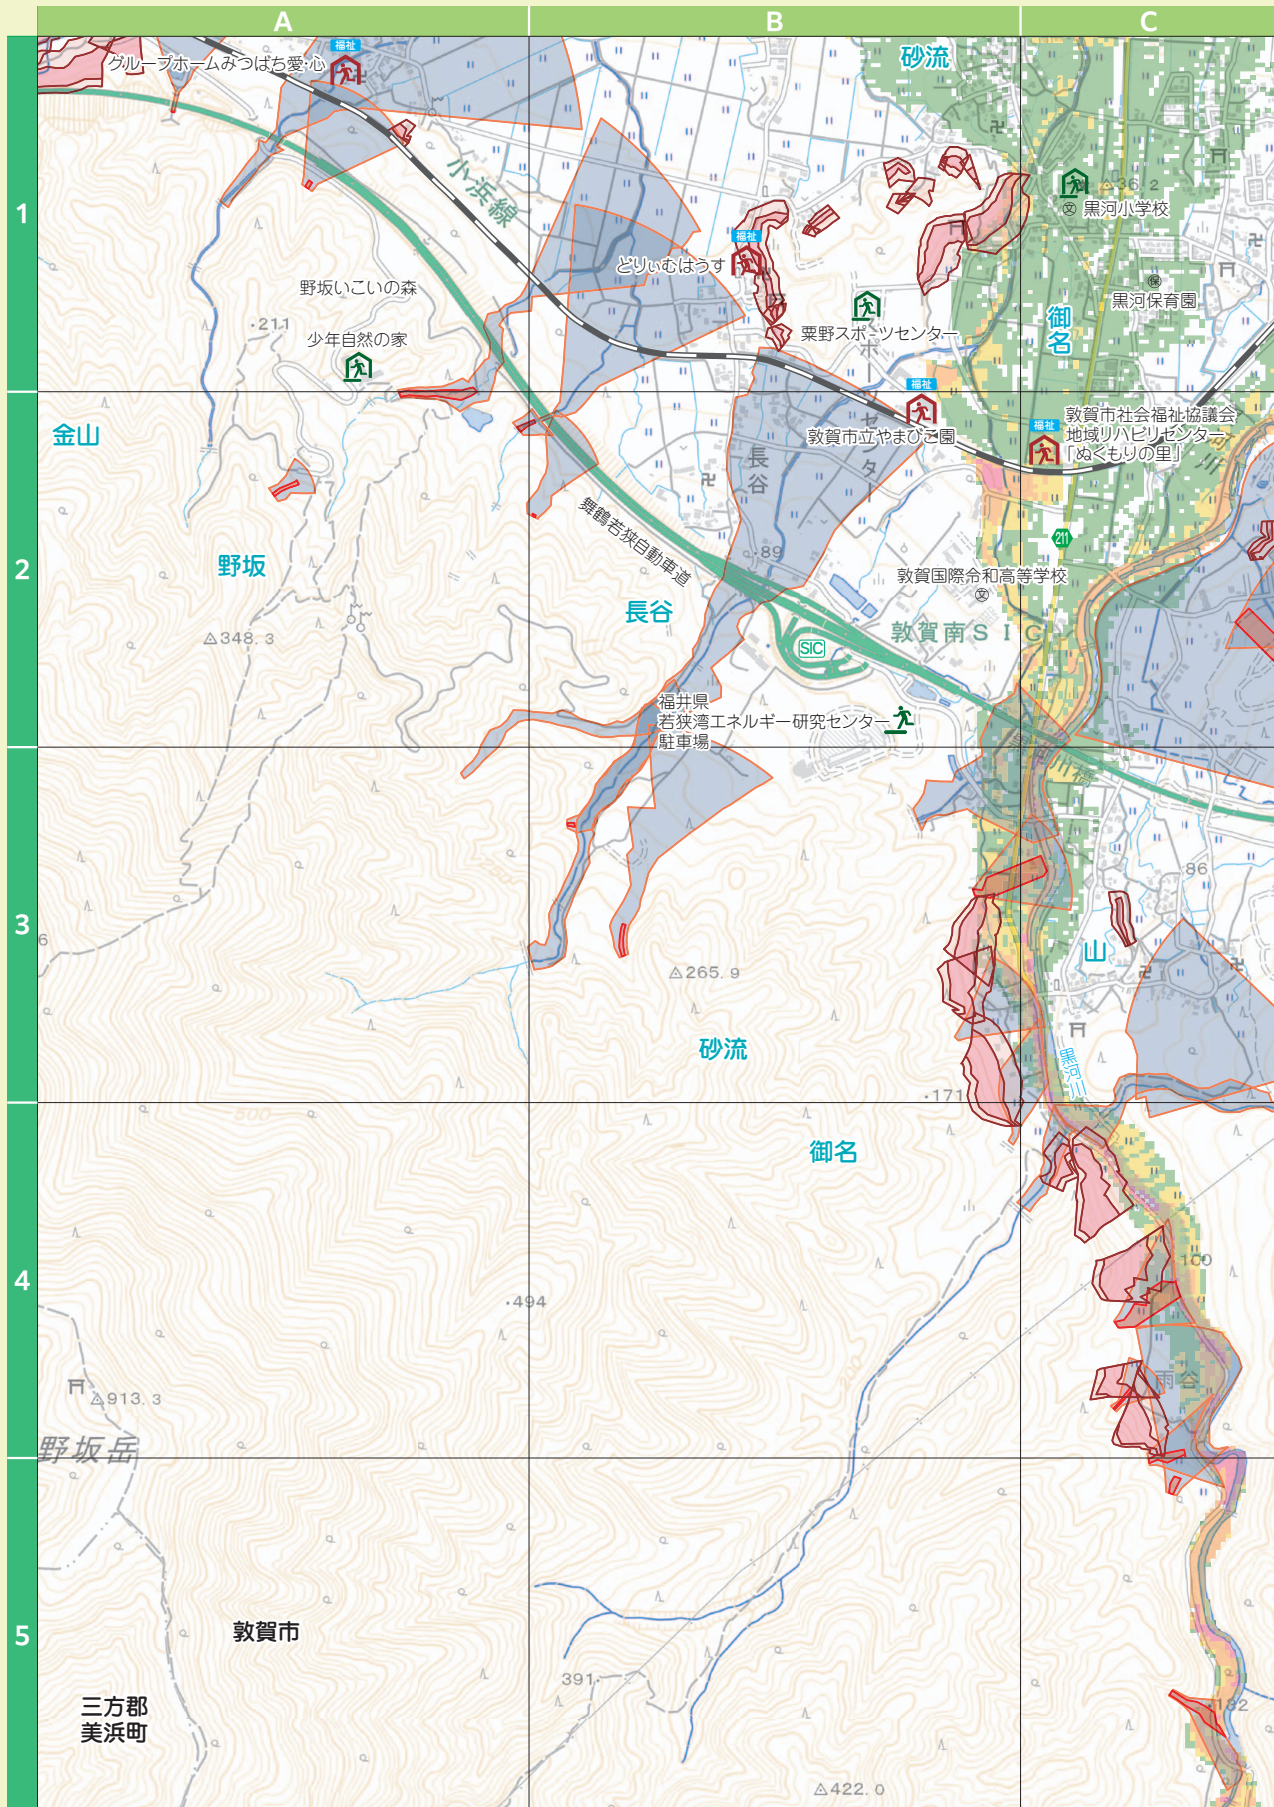 A
B
C
1
2
3
4
5
福祉
グループホームみつばち愛・心
砂流
小浜線
福祉
どりぃむはうす
36.2
黒河小学校
黒河保育園
御名
野坂いこいの森
211
少年自然の家
粟野スポーツセンター
福祉
敦賀市立やまびこ園
福祉
敦賀市社会福祉協議会
地域リハビリセンター
「ぬくもりの里」
金山
長谷
舞鶴若狭自動車道
89
211
敦賀国際令和高等学校
野坂
348.3
長谷
敦賀南SIC
SIC
福井県
若狭湾エネルギー研究センター
駐車場
86
山
265.9
砂流
黒河川
171
御名
100
494
雨谷
913.3
野坂岳
敦賀市
391
三方郡
美浜町
182
422.0